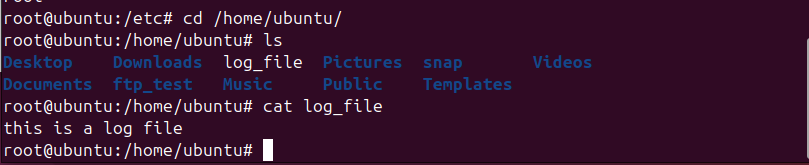 root@ubuntu:/etc# cd /home/ubuntu/
root@ubuntu:/home/ubuntu# ls
Desktop    Downloads  log_file  Pictures  snap       Videos
Documents  ftp_test   Music     Public    Templates
root@ubuntu:/home/ubuntu# cat log_file
this is a log file
root@ubuntu:/home/ubuntu#